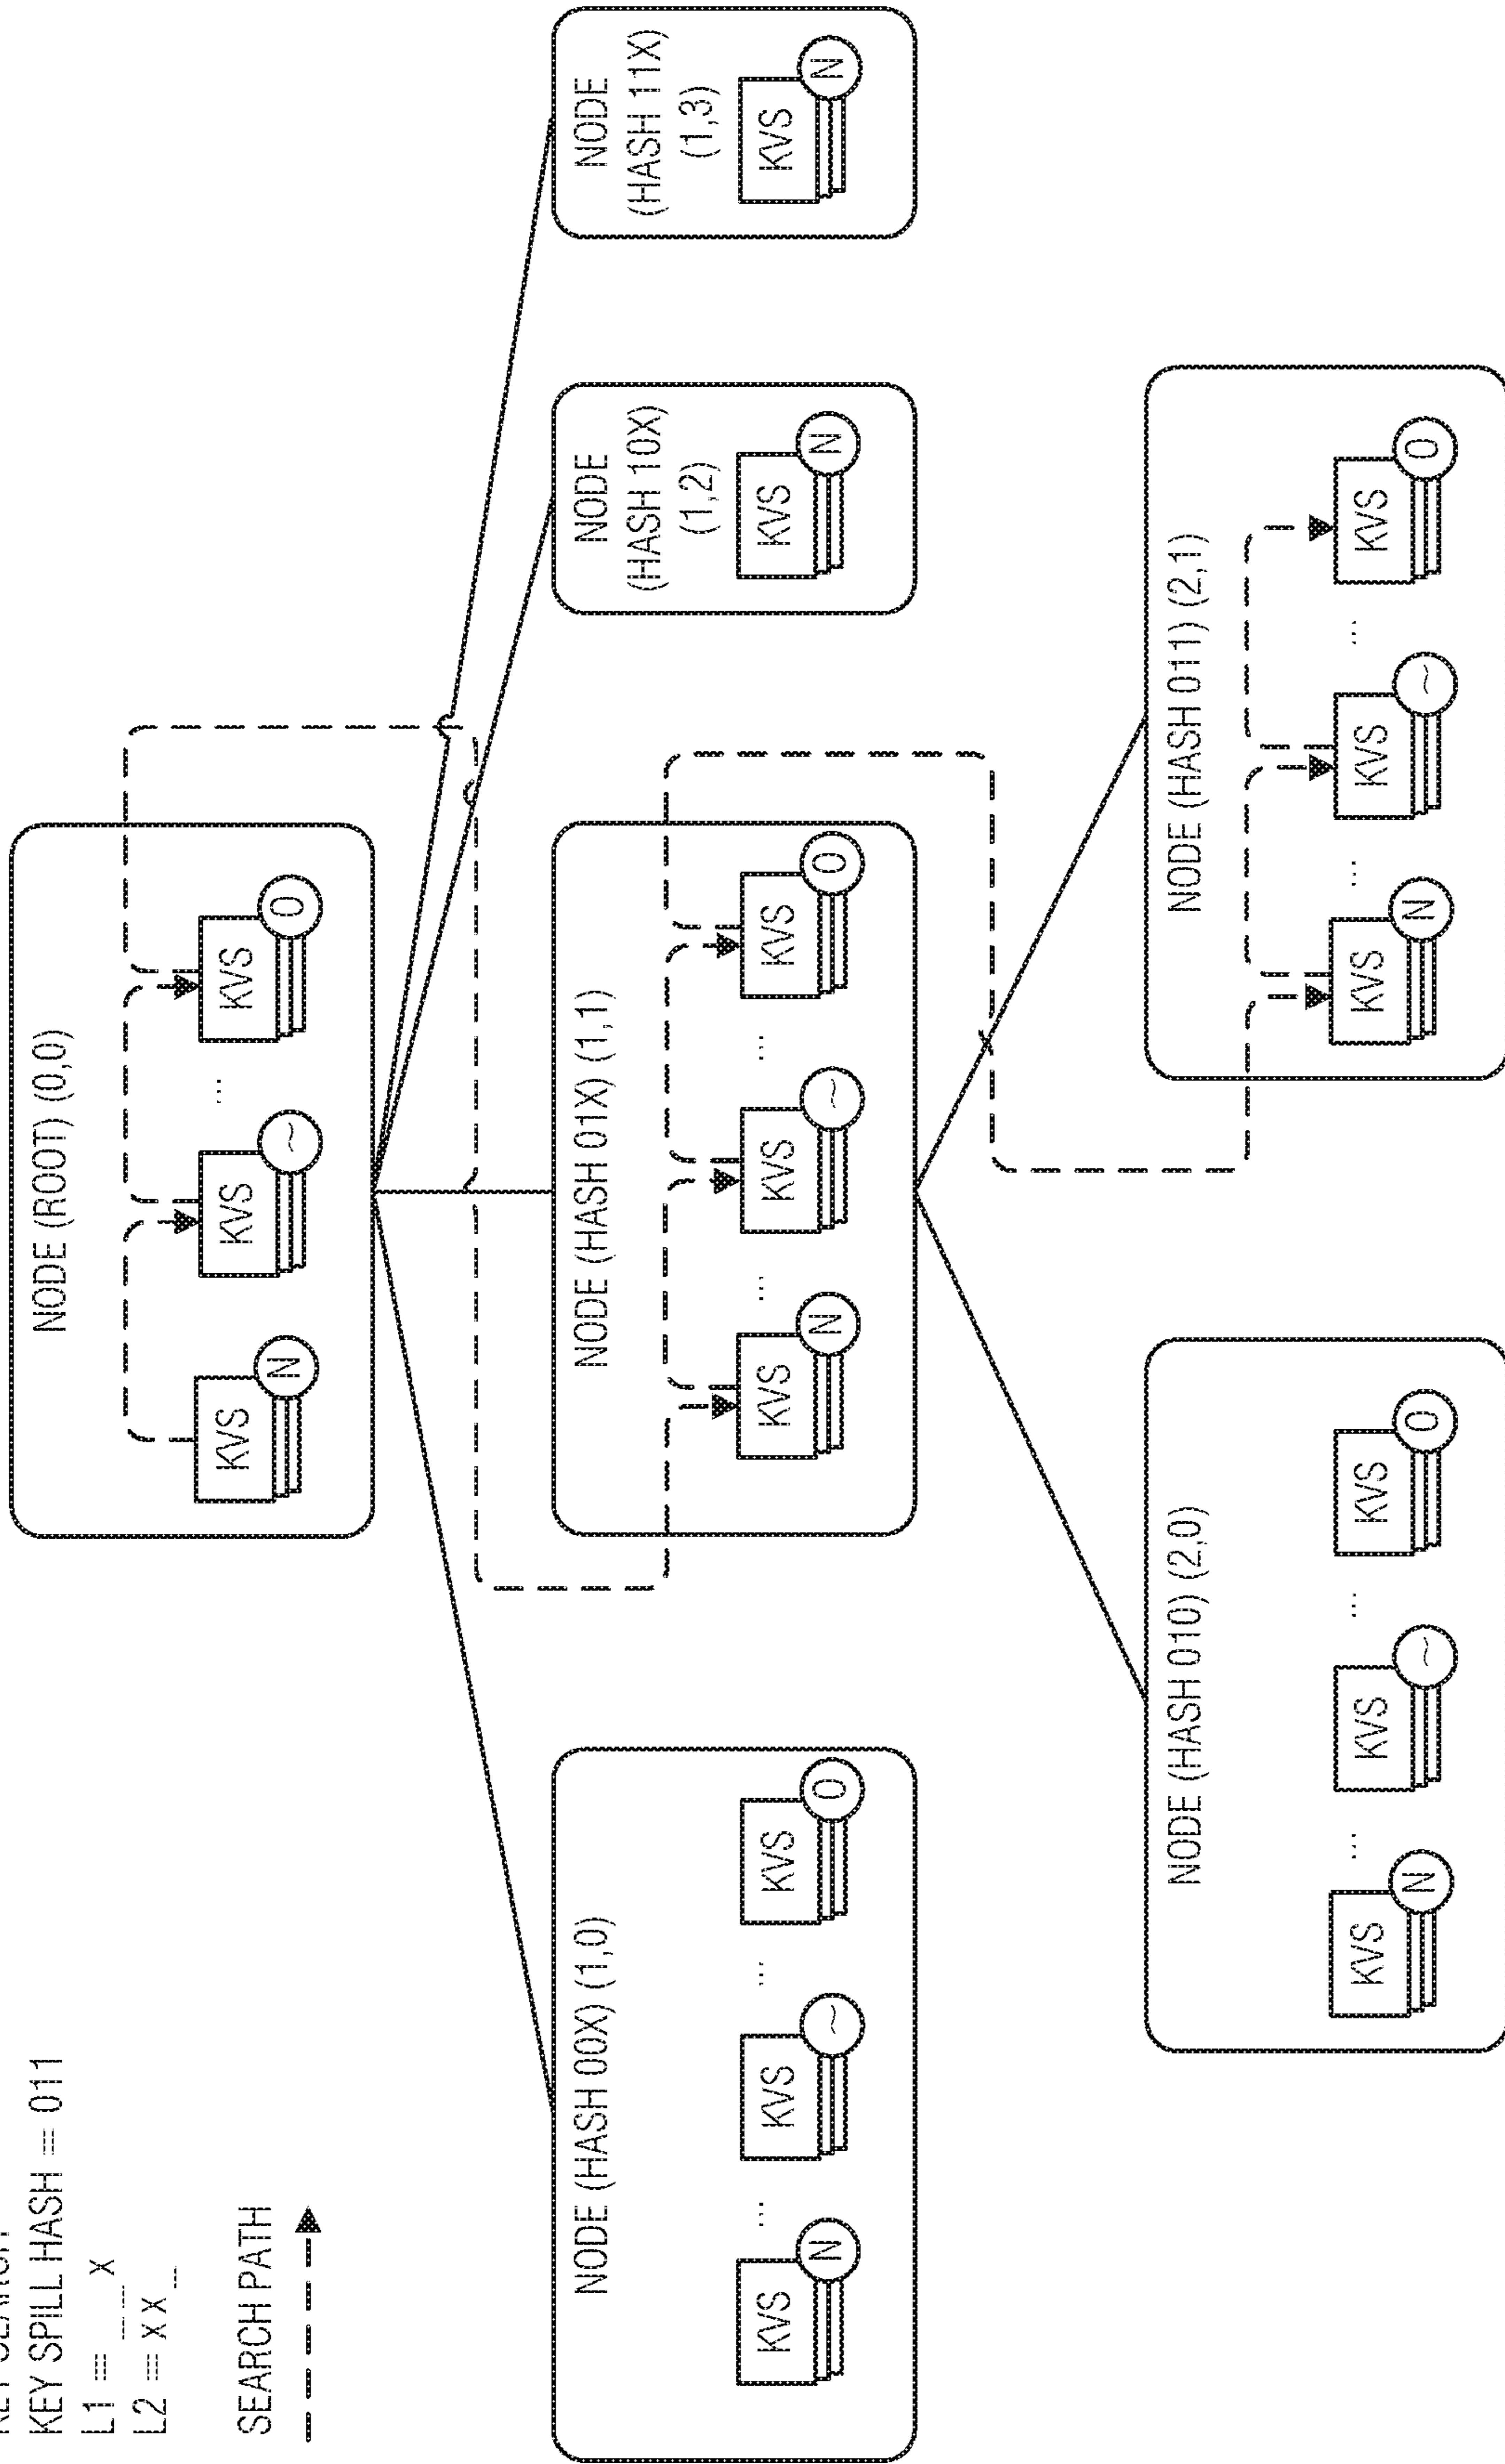 KEY SEARCH
KEY SPILL HASH = 011
L1 = _ _ X
L2 = X X _
SEARCH PATH
NODE (ROOT) (0,0)
KVS N KVS ~ ... KVS O
NODE (HASH 00X) (1,0)
KVS N ... KVS ~ ... KVS O
NODE (HASH 01X) (1,1)
KVS N ... KVS ~ ... KVS O
NODE
(HASH 10X)
(1,2)
KVS N
NODE
(HASH 11X)
(1,3)
KVS N
NODE (HASH 010) (2,0)
KVS N ... KVS ~ ... KVS O
NODE (HASH 011) (2,1)
KVS N ... KVS ~ ... KVS O